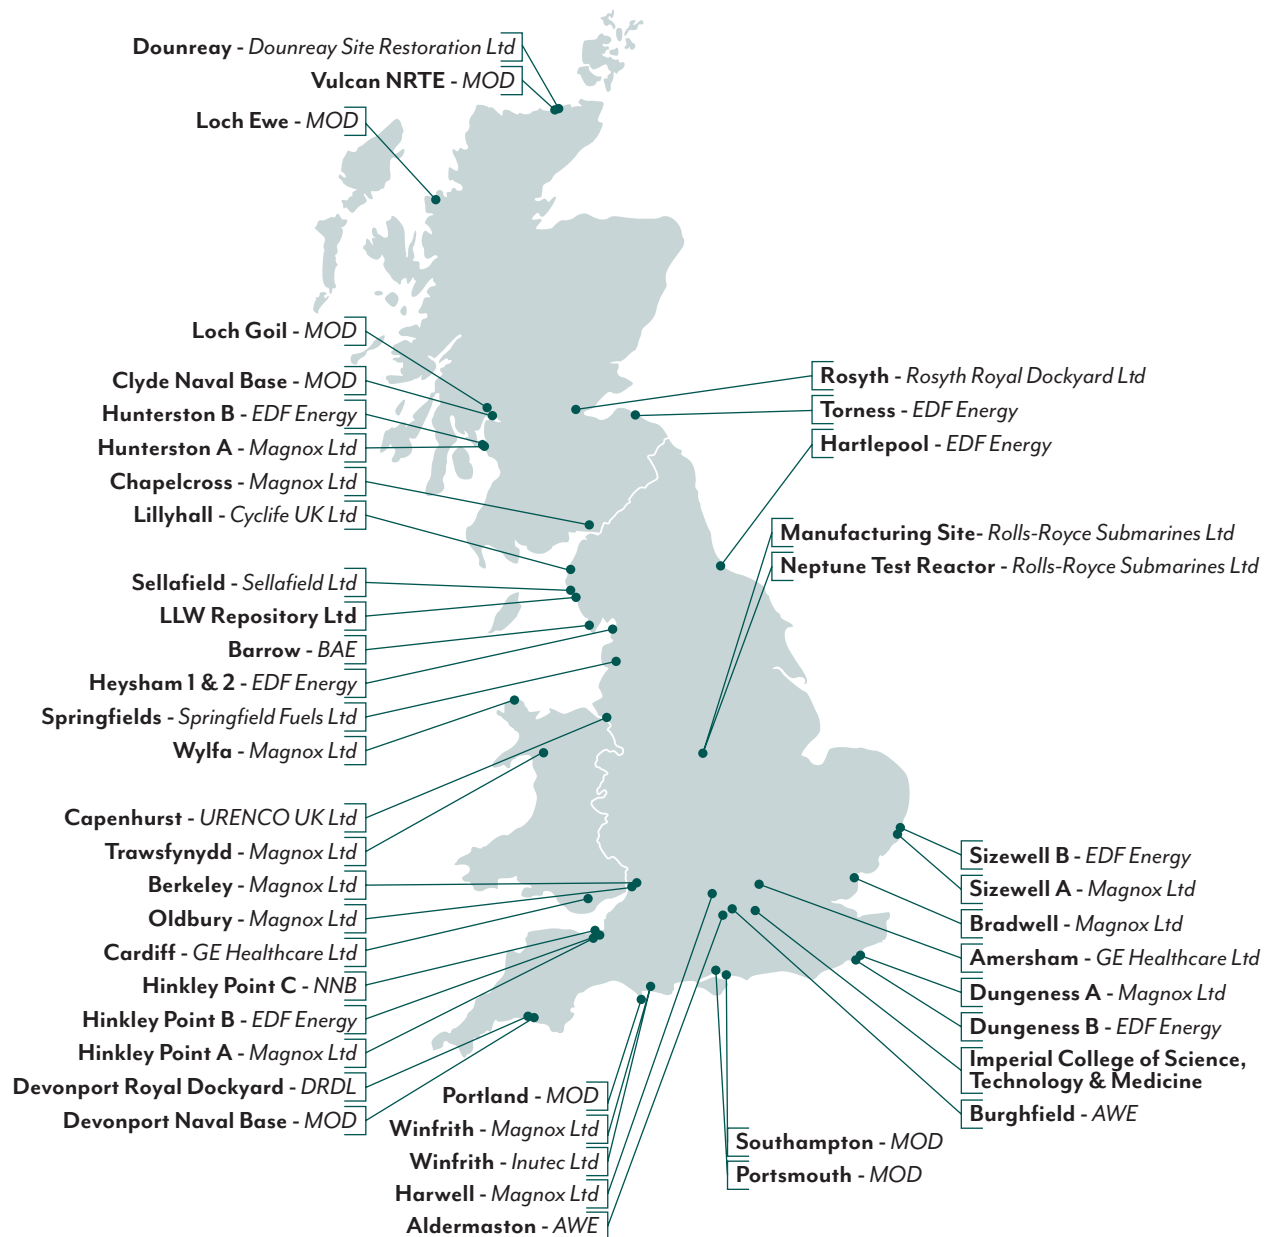 Dounreay - Dounreay Site Restoration Ltd
Vulcan NRTE - MOD
Loch Ewe - MOD
Loch Goil - MOD
Clyde Naval Base - MOD
Hunterston B - EDF Energy
Hunterston A - Magnox Ltd
Chapelcross - Magnox Ltd
Lillyhall - Cyclife UK Ltd
Sellafield - Sellafield Ltd
LLW Repository Ltd
Barrow - BAE
Heysham 1 & 2 - EDF Energy
Springfields - Springfield Fuels Ltd
Wylfa - Magnox Ltd
Capenhurst - URENCO UK Ltd
Trawsfynydd - Magnox Ltd
Berkeley - Magnox Ltd
Oldbury - Magnox Ltd
Cardiff - GE Healthcare Ltd
Hinkley Point C - NNB
Hinkley Point B - EDF Energy
Hinkley Point A - Magnox Ltd
Devonport Royal Dockyard - DRDL
Devonport Naval Base - MOD
Portland - MOD
Winfrith - Magnox Ltd
Winfrith - Inutec Ltd
Harwell - Magnox Ltd
Aldermaston - AWE
Rosyth - Rosyth Royal Dockyard Ltd
Torness - EDF Energy
Hartlepool - EDF Energy
Manufacturing Site- Rolls-Royce Submarines Ltd
Neptune Test Reactor - Rolls-Royce Submarines Ltd
Sizewell B - EDF Energy
Sizewell A - Magnox Ltd
Bradwell - Magnox Ltd
Amersham - GE Healthcare Ltd
Dungeness A - Magnox Ltd
Dungeness B - EDF Energy
Imperial College of Science,
Technology & Medicine
Burghfield - AWE
Southampton - MOD
Portsmouth - MOD